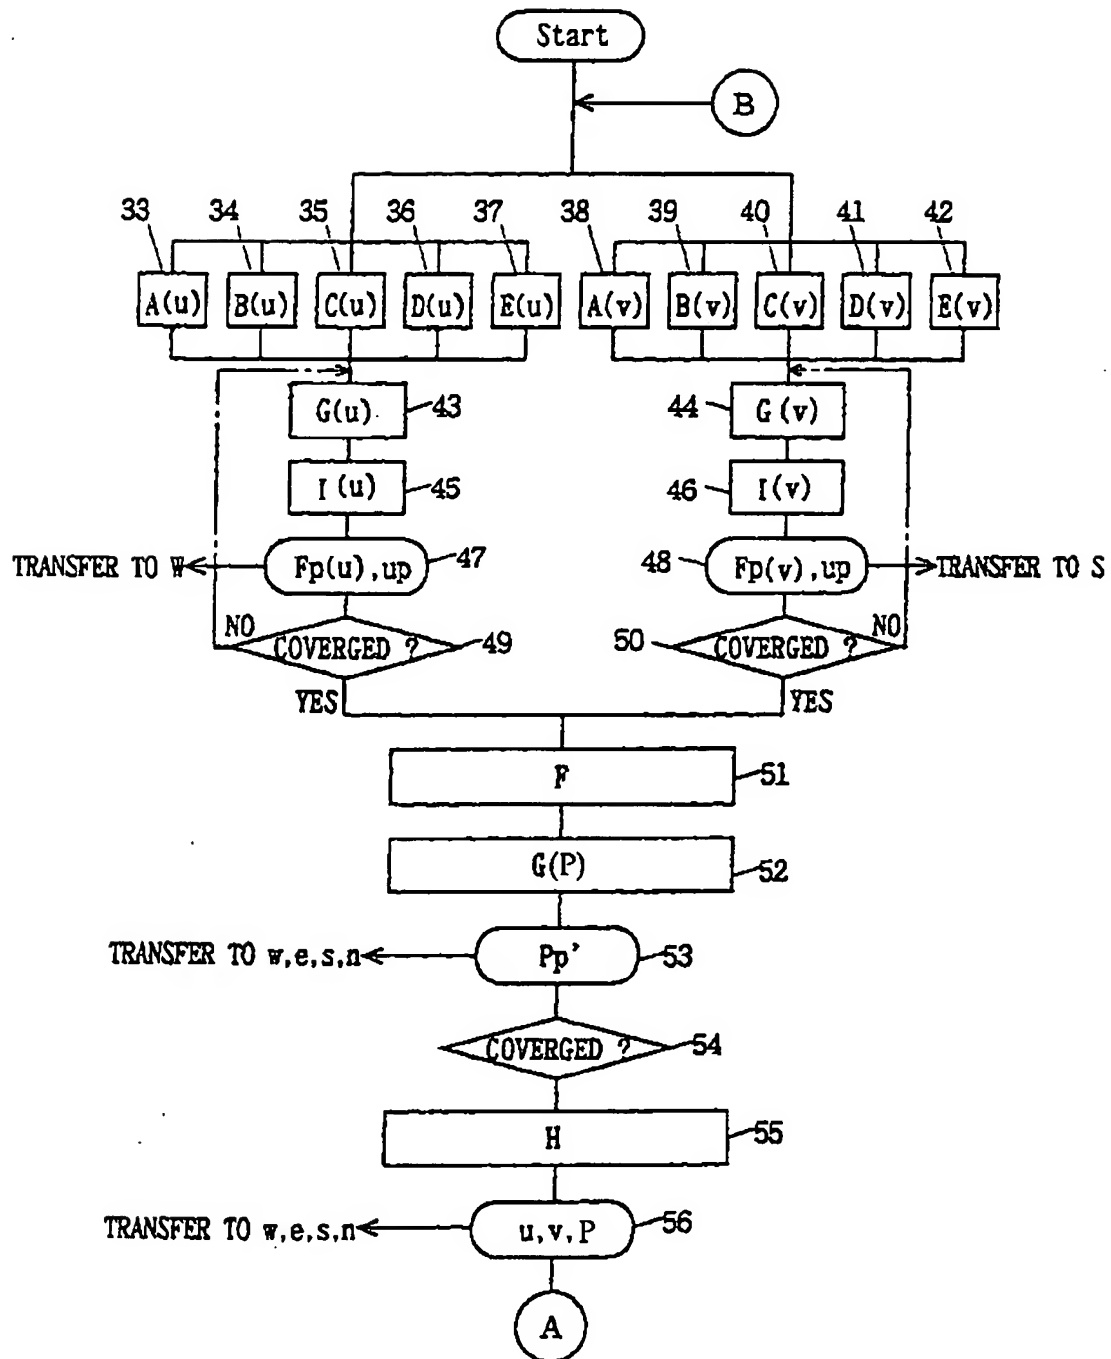 Start
B
33 34 35 36 37 38 39 40 41 42
A(u) B(u) C(u) D(u) E(u) A(v) B(v) C(v) D(v) E(v)
G(u) 43 44 G(v)
I(u) 45 46 I(v)
TRANSFER TO W Fp(u),up 47 48 Fp(v),up TRANSFER TO S
NO COVERGED ? 49 50 COVERGED ? NO
YES YES
F 51
G(P) 52
TRANSFER TO w,e,s,n Pp' 53
COVERGED ? 54
H 55
TRANSFER TO w,e,s,n u,v,P 56
A